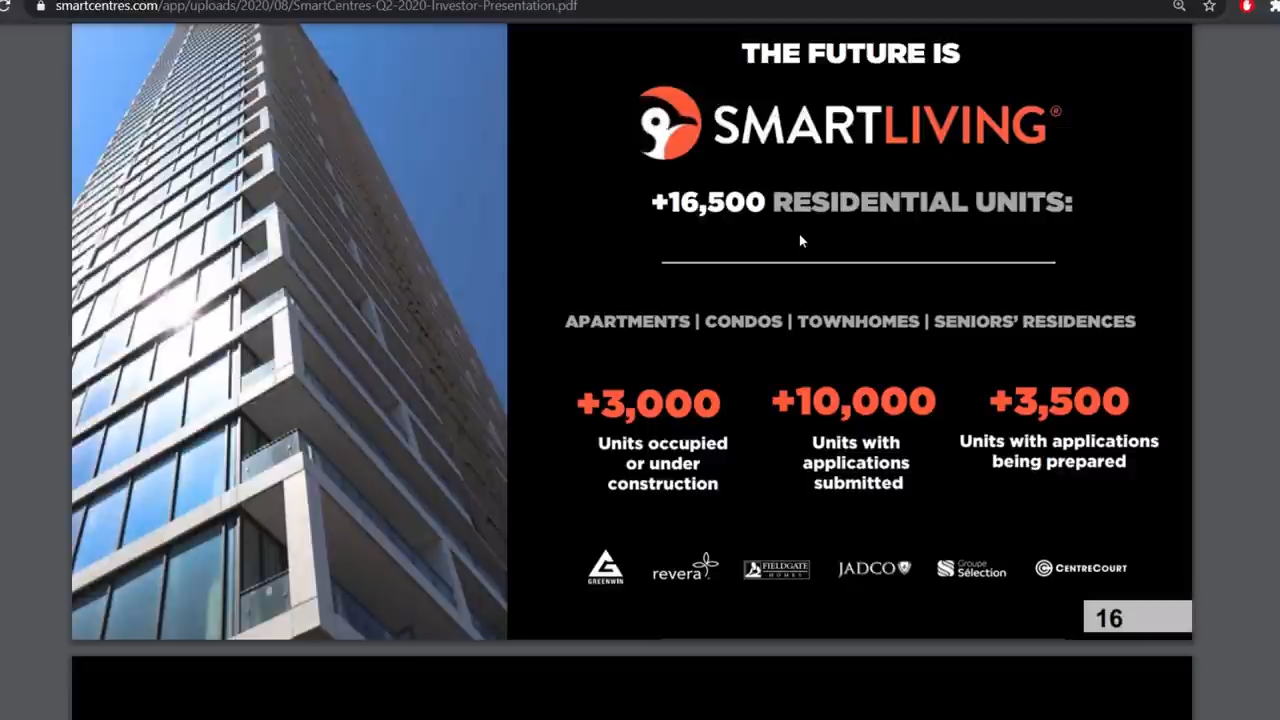 smartcentres.com/app/uploads/2020/08/SmartCentres-Q2-2020-Investor-Presentation.pdf
THE FUTURE IS
SMARTLIVING®
+16,500 RESIDENTIAL UNITS:
APARTMENTS | CONDOS | TOWNHOMES | SENIORS' RESIDENCES
+3,000
Units occupied
or under
construction
+10,000
Units with
applications
submitted
+3,500
Units with applications
being prepared
GREENWIN
revera
FIELDGATE
HOMES
JADCO
Groupe
Sélection
CENTRECOURT
16